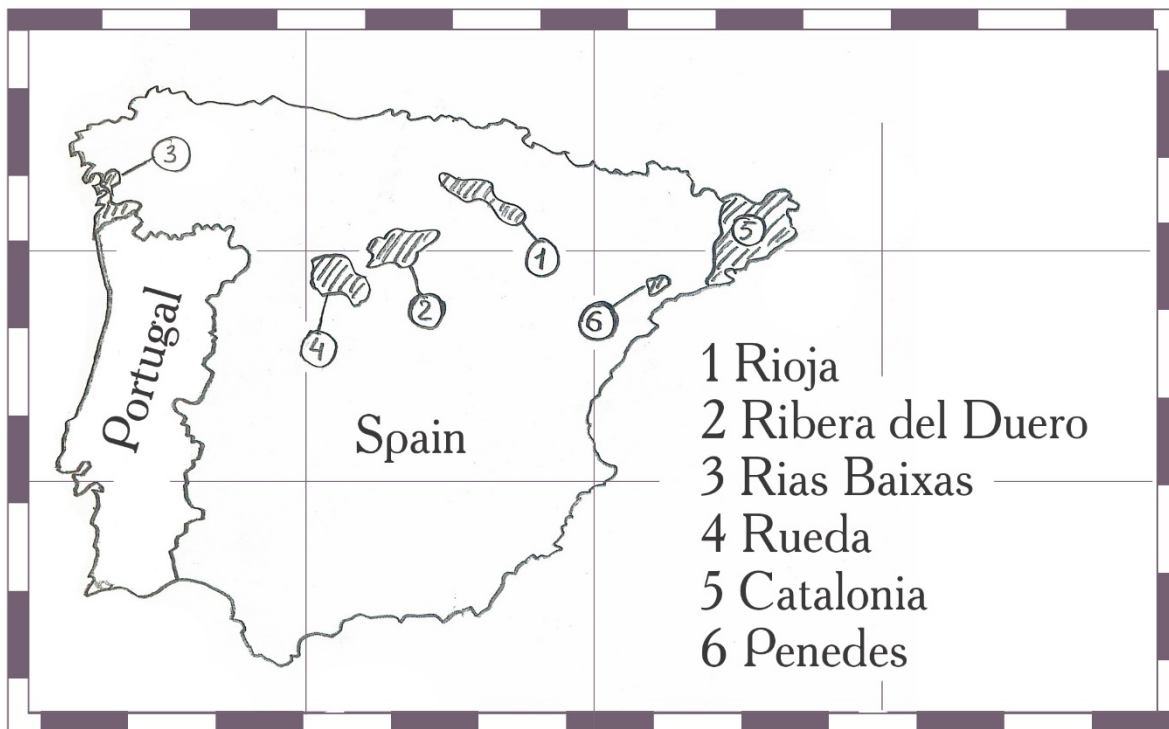 3
5
1
2
6
4
Portugal
Spain
1 Rioja
2 Ribera del Duero
3 Rias Baixas
4 Rueda
5 Catalonia
6 Penedes